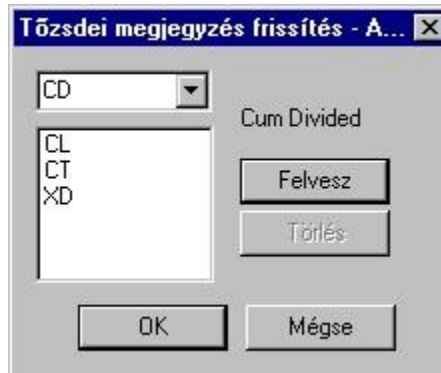 Tőzsdei megjegyzés frissítés - A...
CD
Cum Divided
CL
CT
XD
Felvesz
Törlés
OK
Mégse